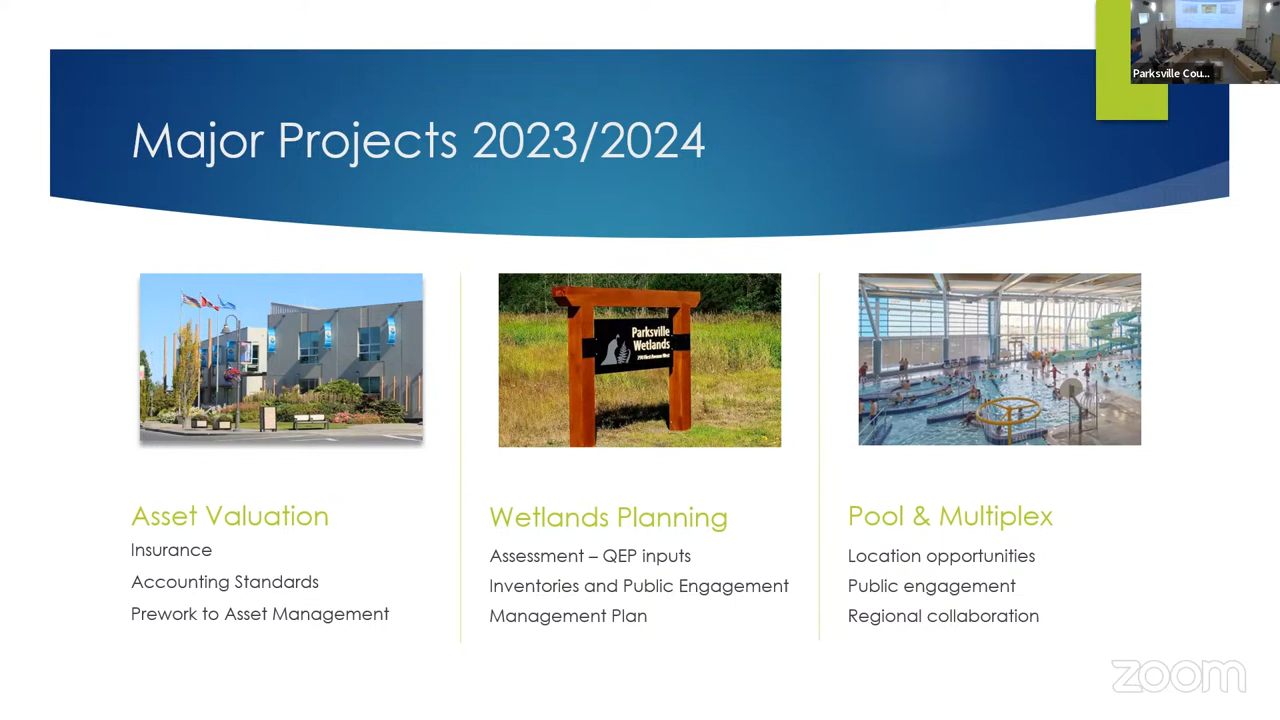 Parksville Cou...
Major Projects 2023/2024
Parksville
Wetlands
Asset Valuation
Insurance
Accounting Standards
Prework to Asset Management
Wetlands Planning
Assessment – QEP inputs
Inventories and Public Engagement
Management Plan
Pool & Multiplex
Location opportunities
Public engagement
Regional collaboration
zoom